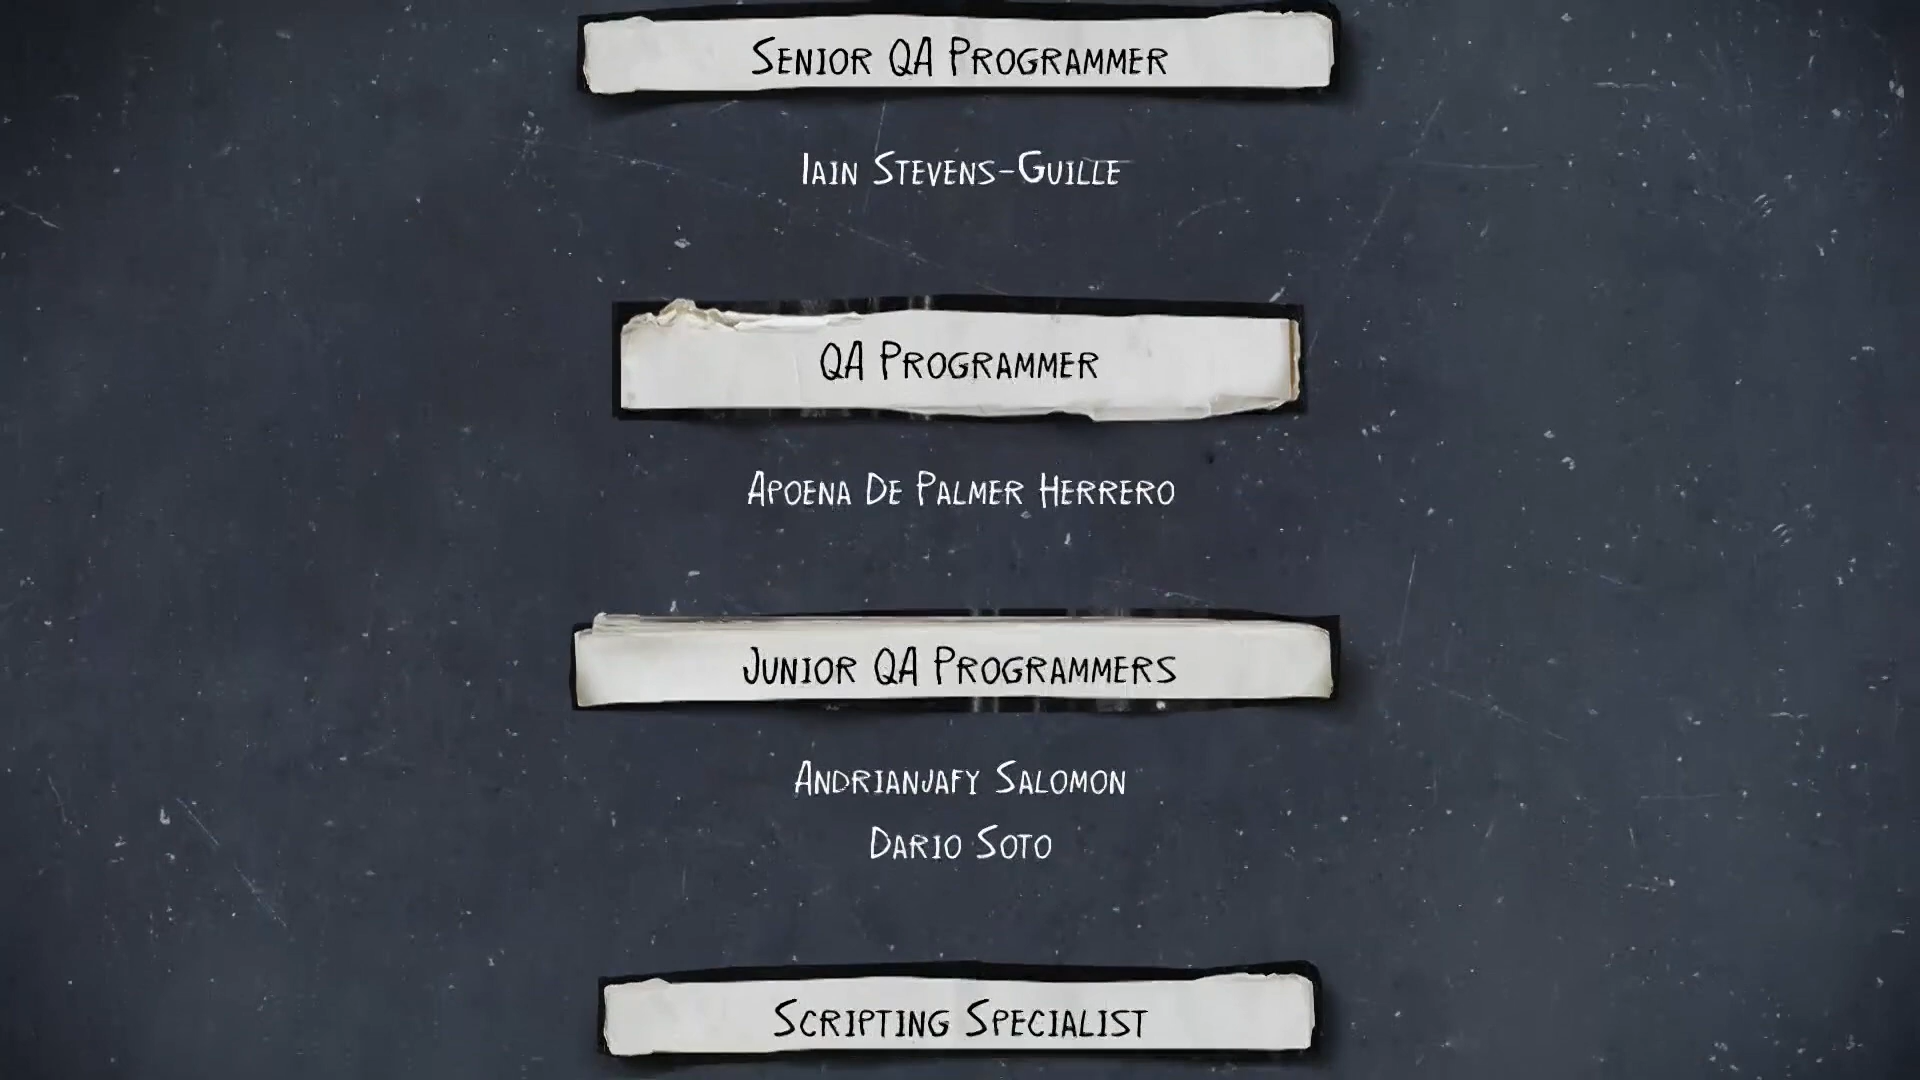 Senior QA Programmer
Iain Stevens-Guille
QA Programmer
Apoena De Palmer Herrero
Junior QA Programmers
Andrianjafy Salomon
Dario Soto
Scripting Specialist